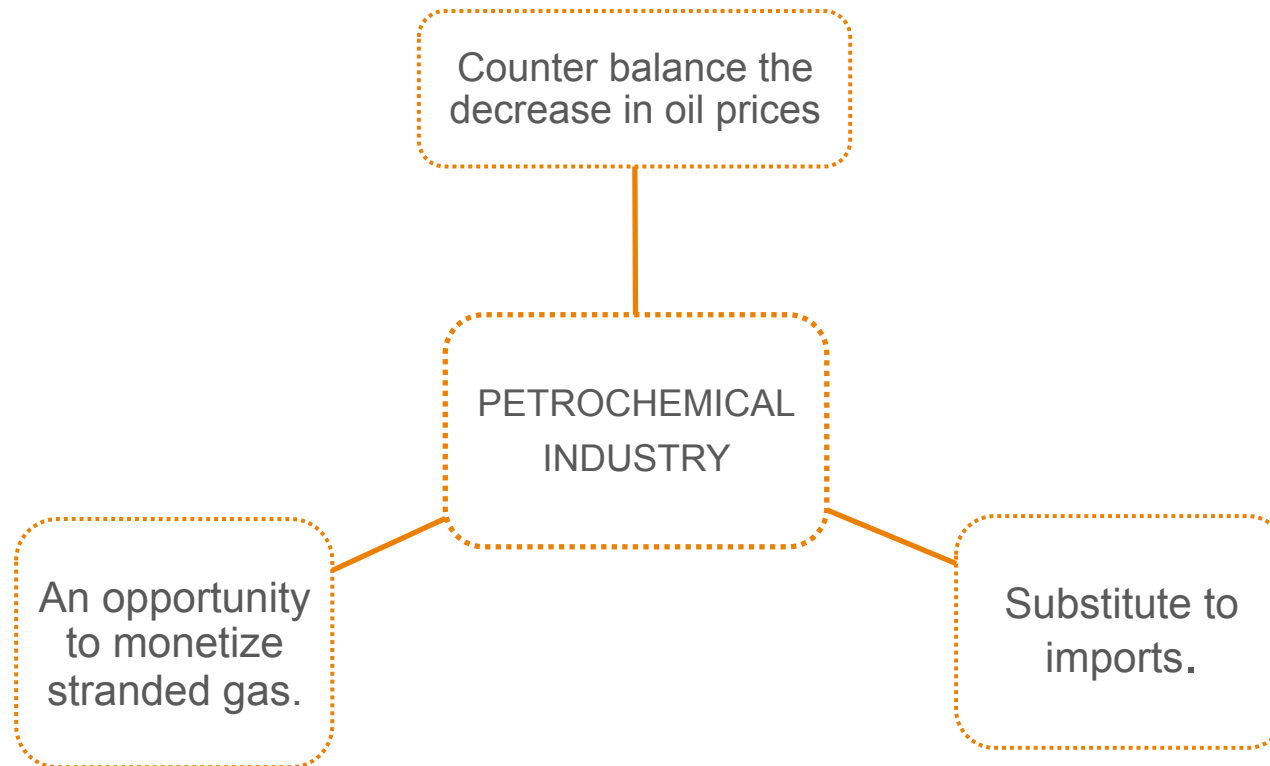 Counter balance the
decrease in oil prices
PETROCHEMICAL
INDUSTRY
An opportunity
to monetize
stranded gas.
Substitute to
imports.